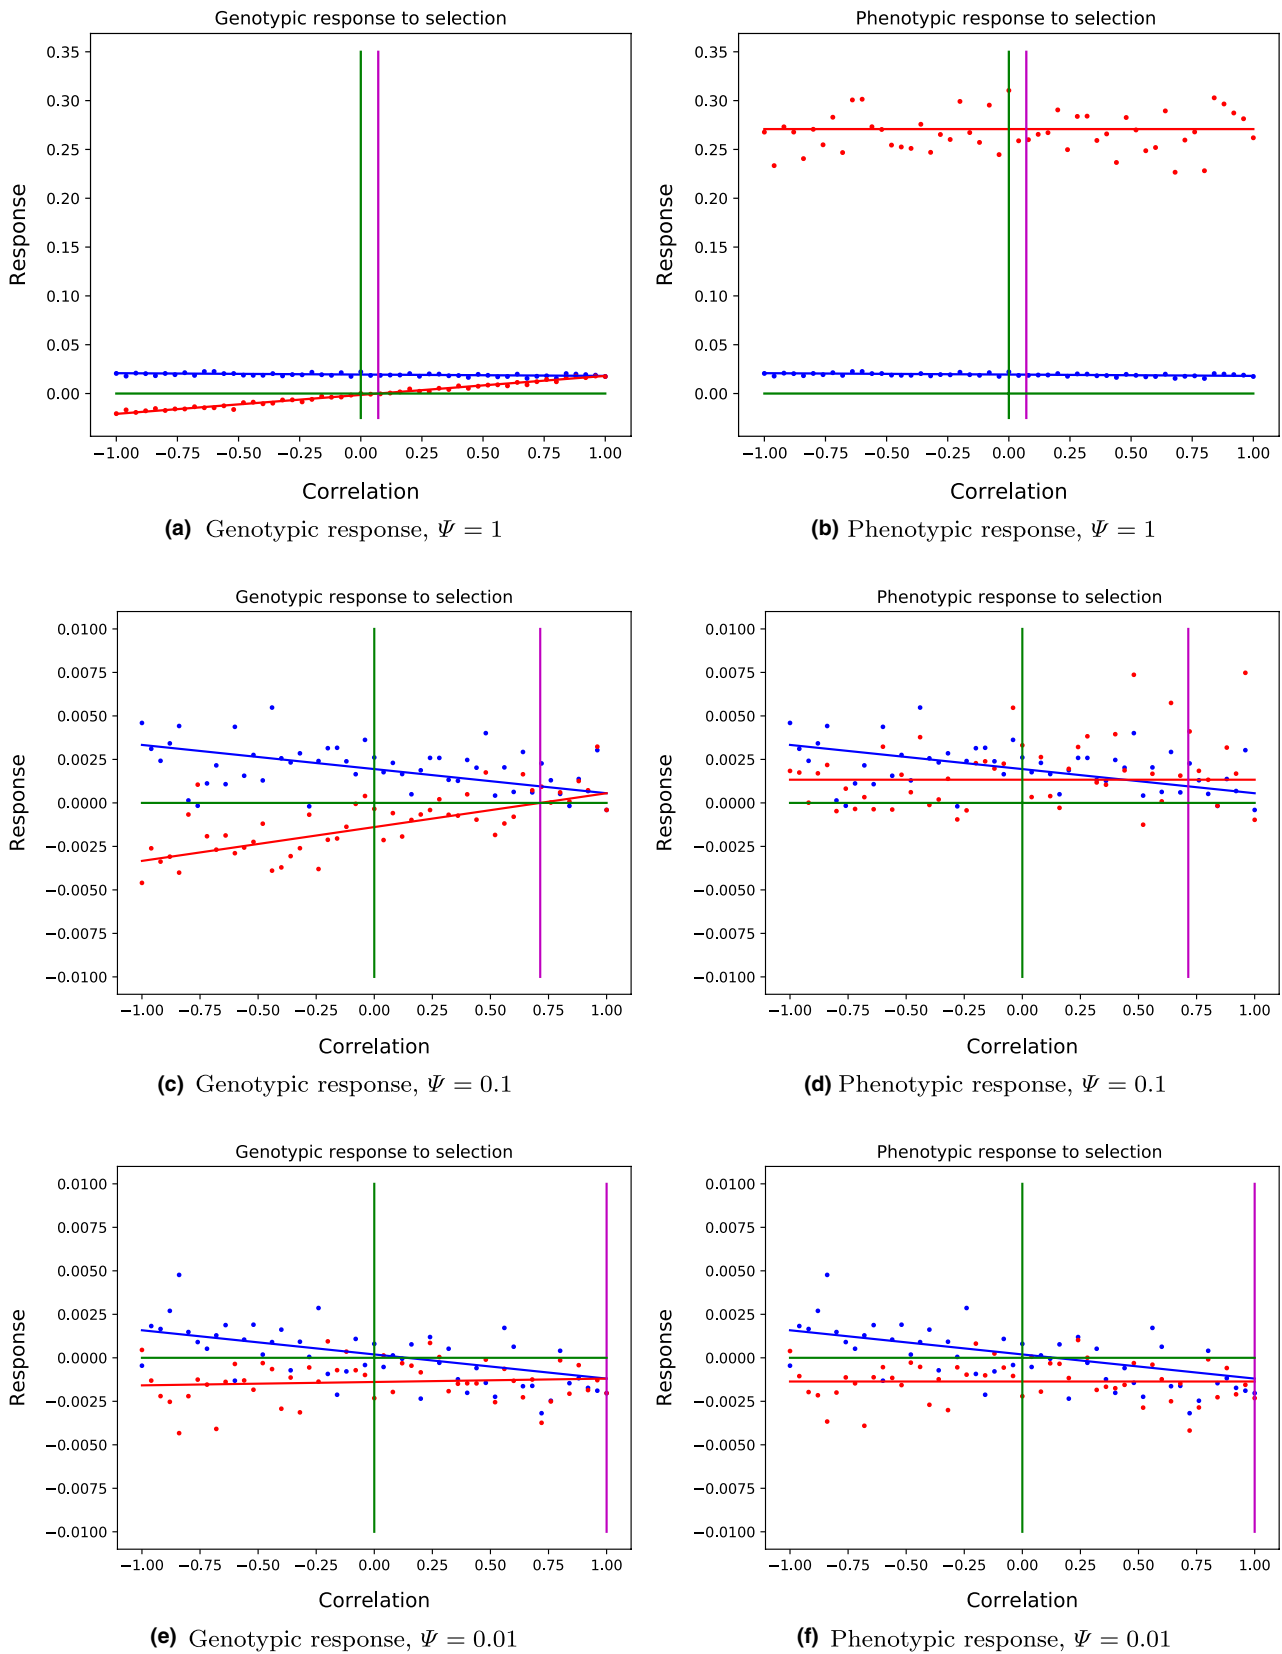 Genotypic response to selection
0.35
0.30
0.25
0.20
0.15
0.10
0.05
0.00
Response
−1.00 −0.75 −0.50 −0.25 0.00 0.25 0.50 0.75 1.00
Correlation
(a) Genotypic response, Ψ = 1
Phenotypic response to selection
0.35
0.30
0.25
0.20
0.15
0.10
0.05
0.00
Response
−1.00 −0.75 −0.50 −0.25 0.00 0.25 0.50 0.75 1.00
Correlation
(b) Phenotypic response, Ψ = 1
Genotypic response to selection
0.0100
0.0075
0.0050
0.0025
0.0000
−0.0025
−0.0050
−0.0075
−0.0100
Response
−1.00 −0.75 −0.50 −0.25 0.00 0.25 0.50 0.75 1.00
Correlation
(c) Genotypic response, Ψ = 0.1
Phenotypic response to selection
0.0100
0.0075
0.0050
0.0025
0.0000
−0.0025
−0.0050
−0.0075
−0.0100
Response
−1.00 −0.75 −0.50 −0.25 0.00 0.25 0.50 0.75 1.00
Correlation
(d) Phenotypic response, Ψ = 0.1
Genotypic response to selection
0.0100
0.0075
0.0050
0.0025
0.0000
−0.0025
−0.0050
−0.0075
−0.0100
Response
−1.00 −0.75 −0.50 −0.25 0.00 0.25 0.50 0.75 1.00
Correlation
(e) Genotypic response, Ψ = 0.01
Phenotypic response to selection
0.0100
0.0075
0.0050
0.0025
0.0000
−0.0025
−0.0050
−0.0075
−0.0100
Response
−1.00 −0.75 −0.50 −0.25 0.00 0.25 0.50 0.75 1.00
Correlation
(f) Phenotypic response, Ψ = 0.01